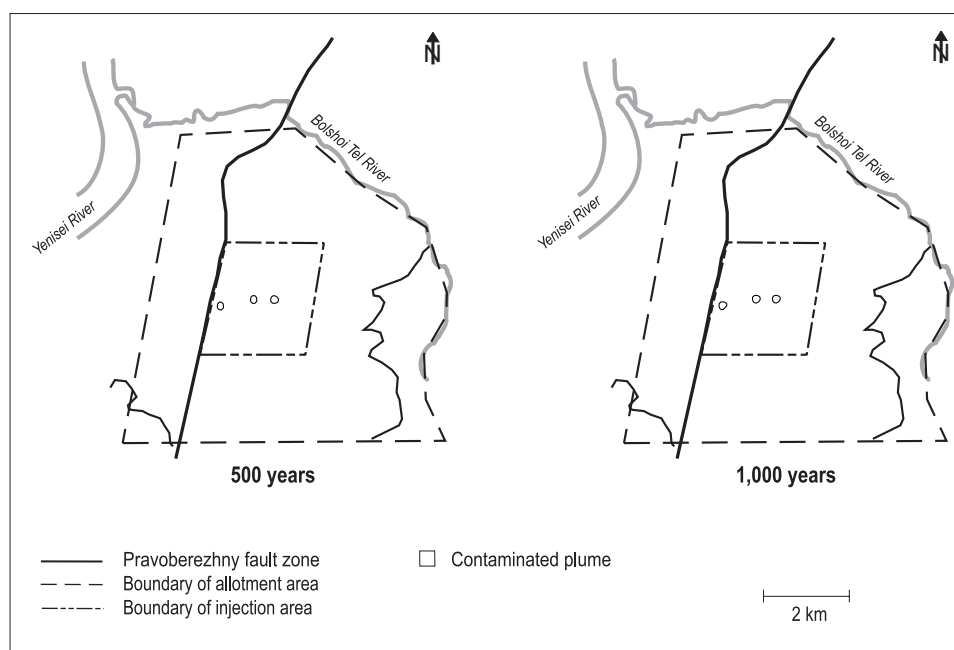 N
N
Bolshoi Tel River
Yenisei River
Bolshoi Tel River
Yenisei River
500 years
1,000 years
Pravoberezhny fault zone
Contaminated plume
Boundary of allotment area
Boundary of injection area
2 km